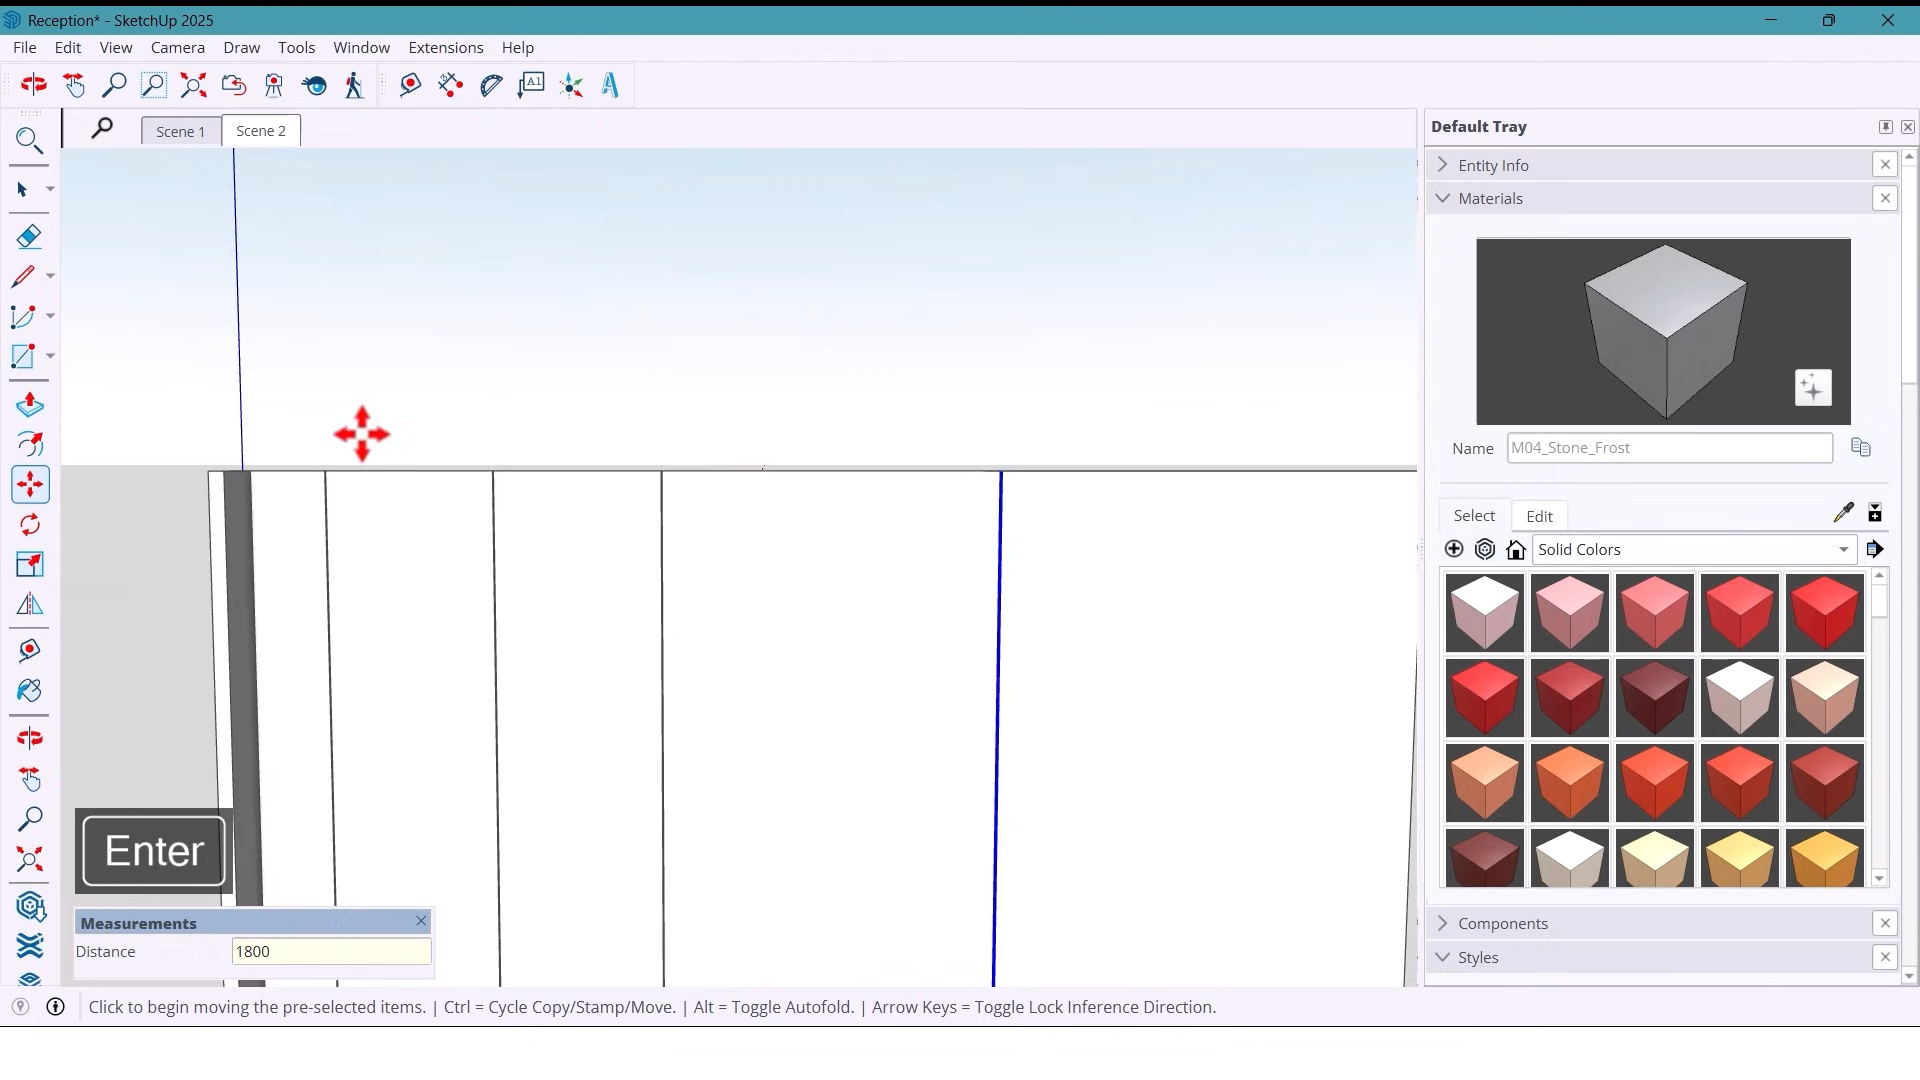 Reception* - SketchUp 2025
File Edit View Camera Draw Tools Window Extensions Help
A1
Scene 1 Scene 2
Default Tray
Entity Info
Materials
Name M04_Stone_Frost
Select Edit
Solid Colors
Enter
Measurements
Distance 1800
Components
Styles
Click to begin moving the pre-selected items. | Ctrl = Cycle Copy/Stamp/Move. | Alt = Toggle Autofold. | Arrow Keys = Toggle Lock Inference Direction.